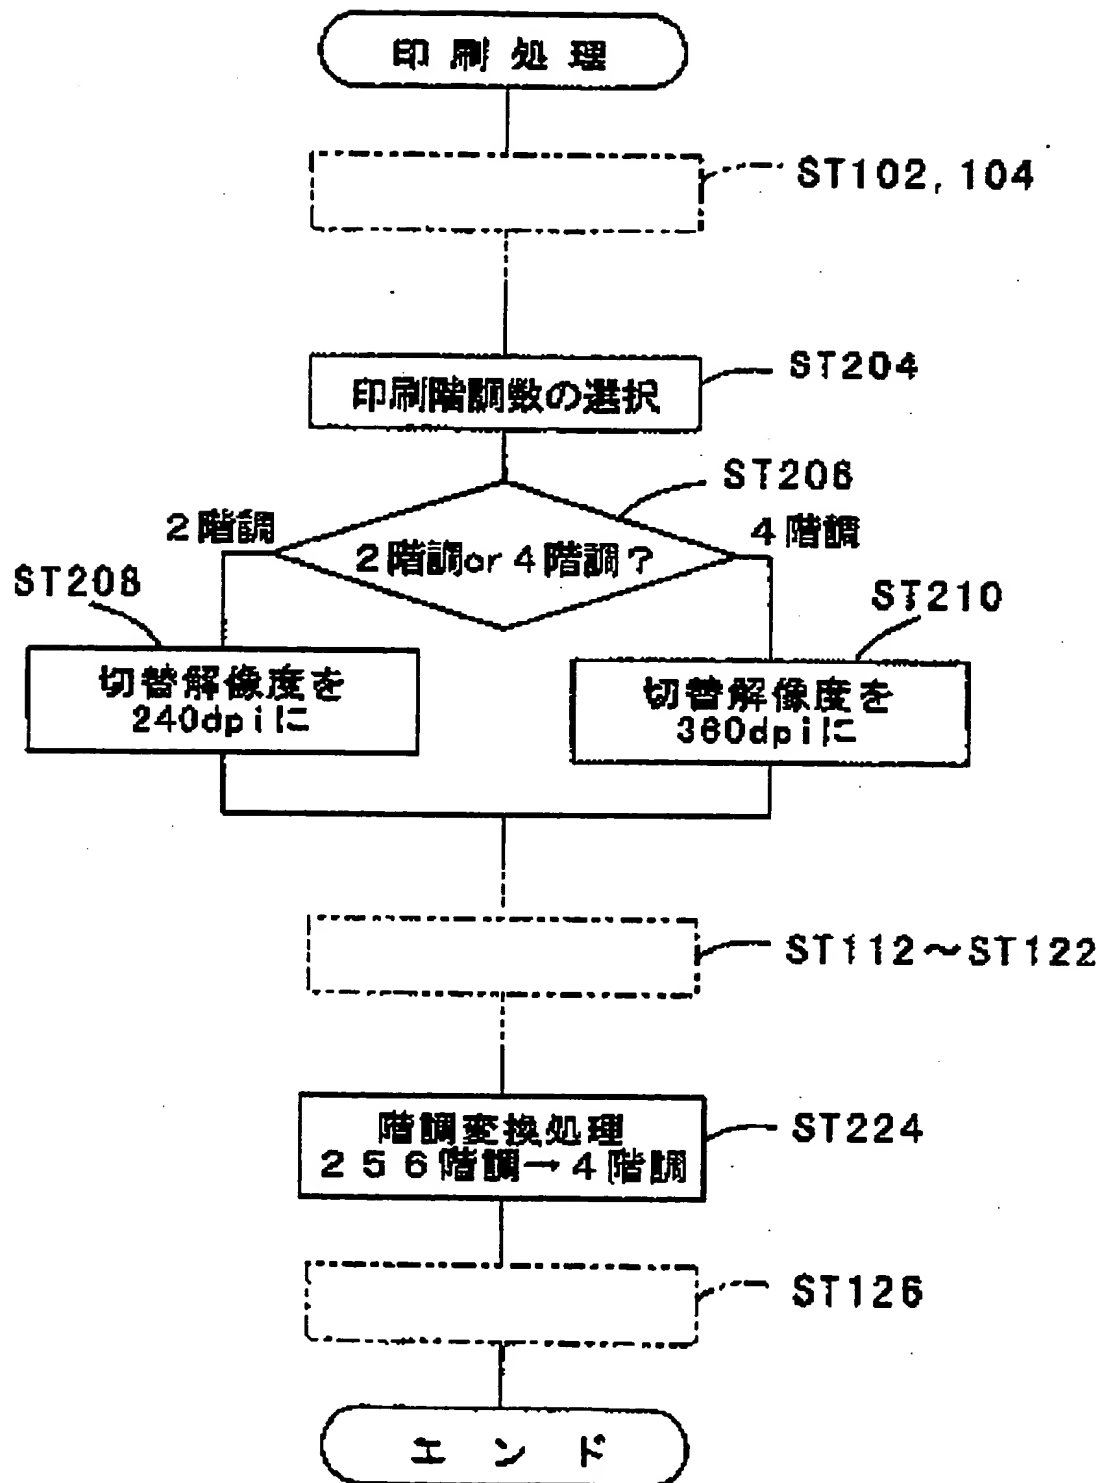 印刷処理
ST102, 104
ST204
印刷階調数の選択
ST206
2階調
4階調
2階調or4階調?
ST208
ST210
切替解像度を
240dpiに
切替解像度を
360dpiに
ST112～ST122
階調変換処理
256階調→4階調
ST224
ST126
エンド